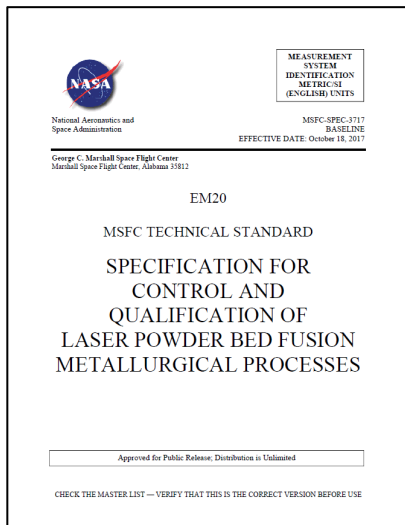 MEASUREMENT
SYSTEM
IDENTIFICATION
METRIC/SI
(ENGLISH) UNITS
NASA
National Aeronautics and
Space Administration
MSFC-SPEC-3717
BASELINE
EFFECTIVE DATE: October 18, 2017
George C. Marshall Space Flight Center
Marshall Space Flight Center, Alabama 35812
EM20
MSFC TECHNICAL STANDARD
SPECIFICATION FOR
CONTROL AND
QUALIFICATION OF
LASER POWDER BED FUSION
METALLURGICAL PROCESSES
Approved for Public Release; Distribution is Unlimited
CHECK THE MASTER LIST — VERIFY THAT THIS IS THE CORRECT VERSION BEFORE USE